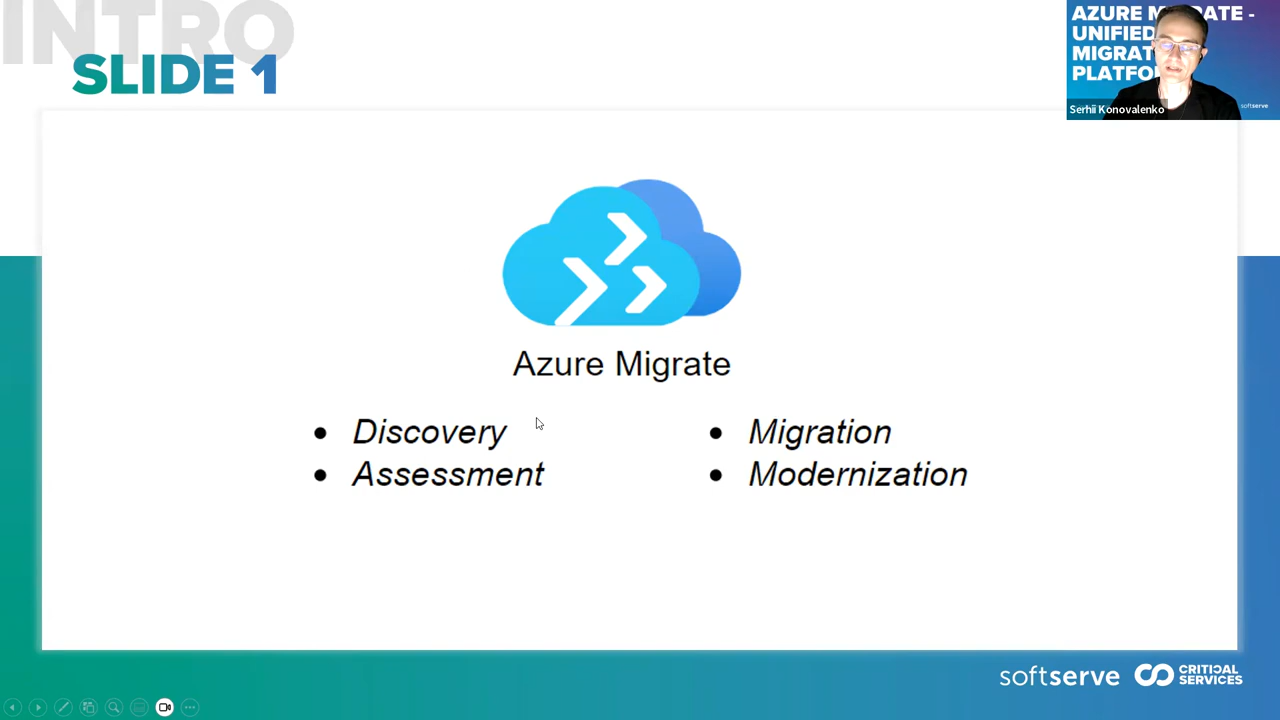 INTRO
SLIDE 1
AZURE M RATE -
UNIFIED
MIGRAT
PLATFO
Serhii Konovalenko
softserve
Azure Migrate
• Discovery
• Assessment
• Migration
• Modernization
softserve
CRITICAL
SERVICES